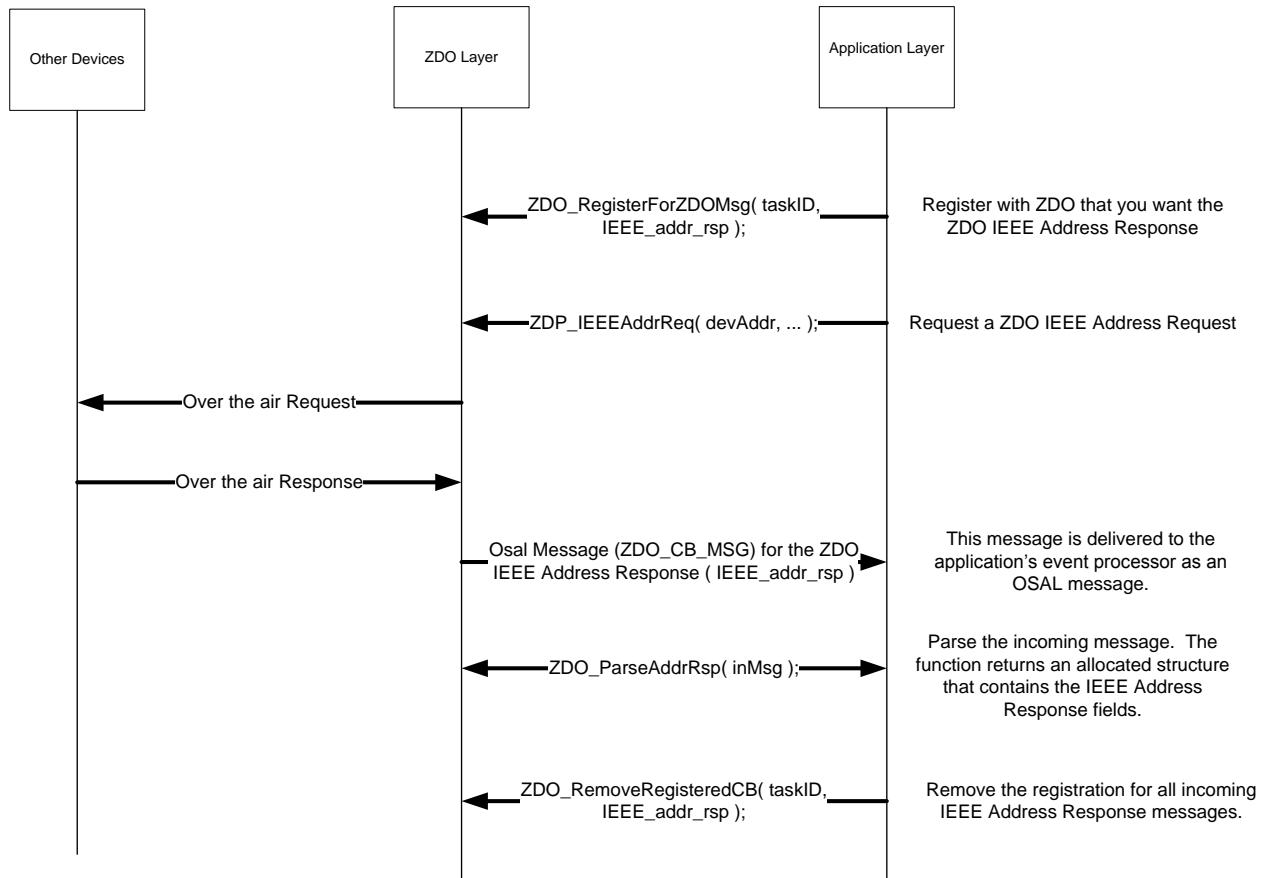 Other Devices
ZDO Layer
Application Layer
ZDO_RegisterForZDOMsg( taskID,
IEEE_addr_rsp );
Register with ZDO that you want the
ZDO IEEE Address Response
ZDP_IEEEAddrReq( devAddr, ... );
Request a ZDO IEEE Address Request
Over the air Request
Over the air Response
Osal Message (ZDO_CB_MSG) for the ZDO
IEEE Address Response ( IEEE_addr_rsp )
This message is delivered to the
application’s event processor as an
OSAL message.
ZDO_ParseAddrRsp( inMsg );
Parse the incoming message. The
function returns an allocated structure
that contains the IEEE Address
Response fields.
ZDO_RemoveRegisteredCB( taskID,
IEEE_addr_rsp );
Remove the registration for all incoming
IEEE Address Response messages.